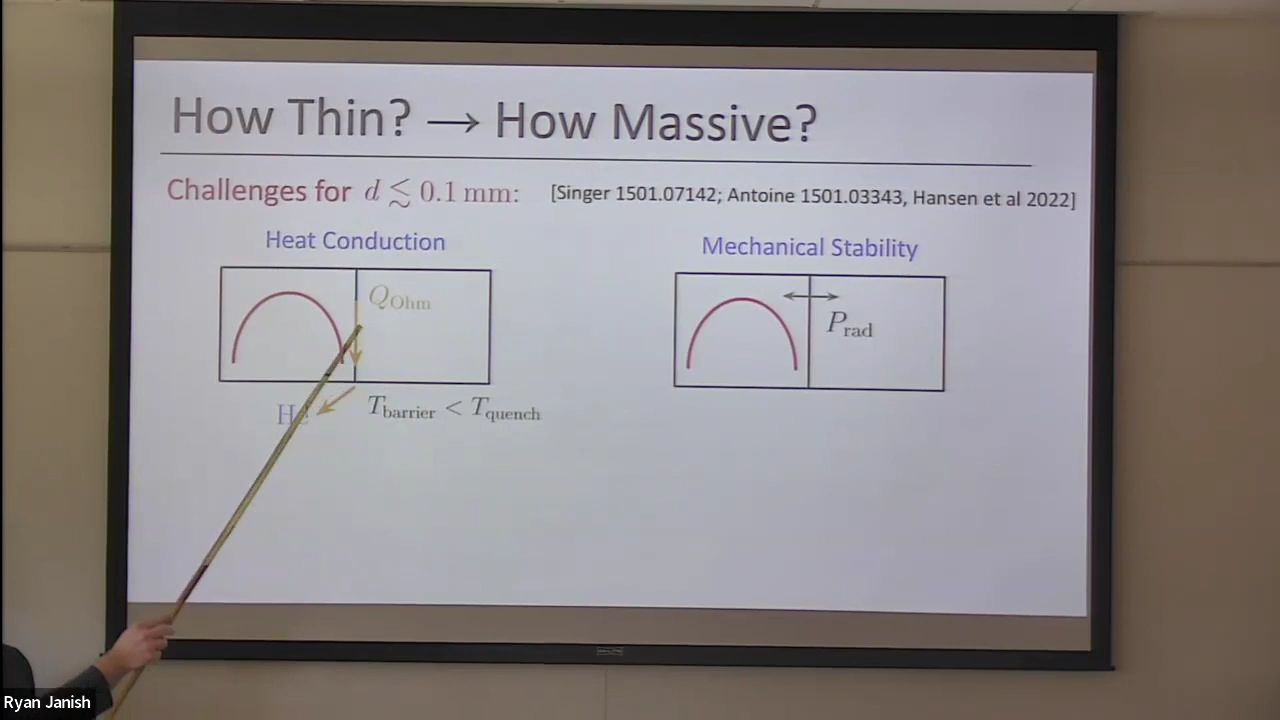 How Thin? → How Massive?
Challenges for d ≲ 0.1 mm: [Singer 1501.07142; Antoine 1501.03343, Hansen et al 2022]
Heat Conduction
Q_Ohm
He
T_barrier < T_quench
Mechanical Stability
P_rad
Ryan Janish